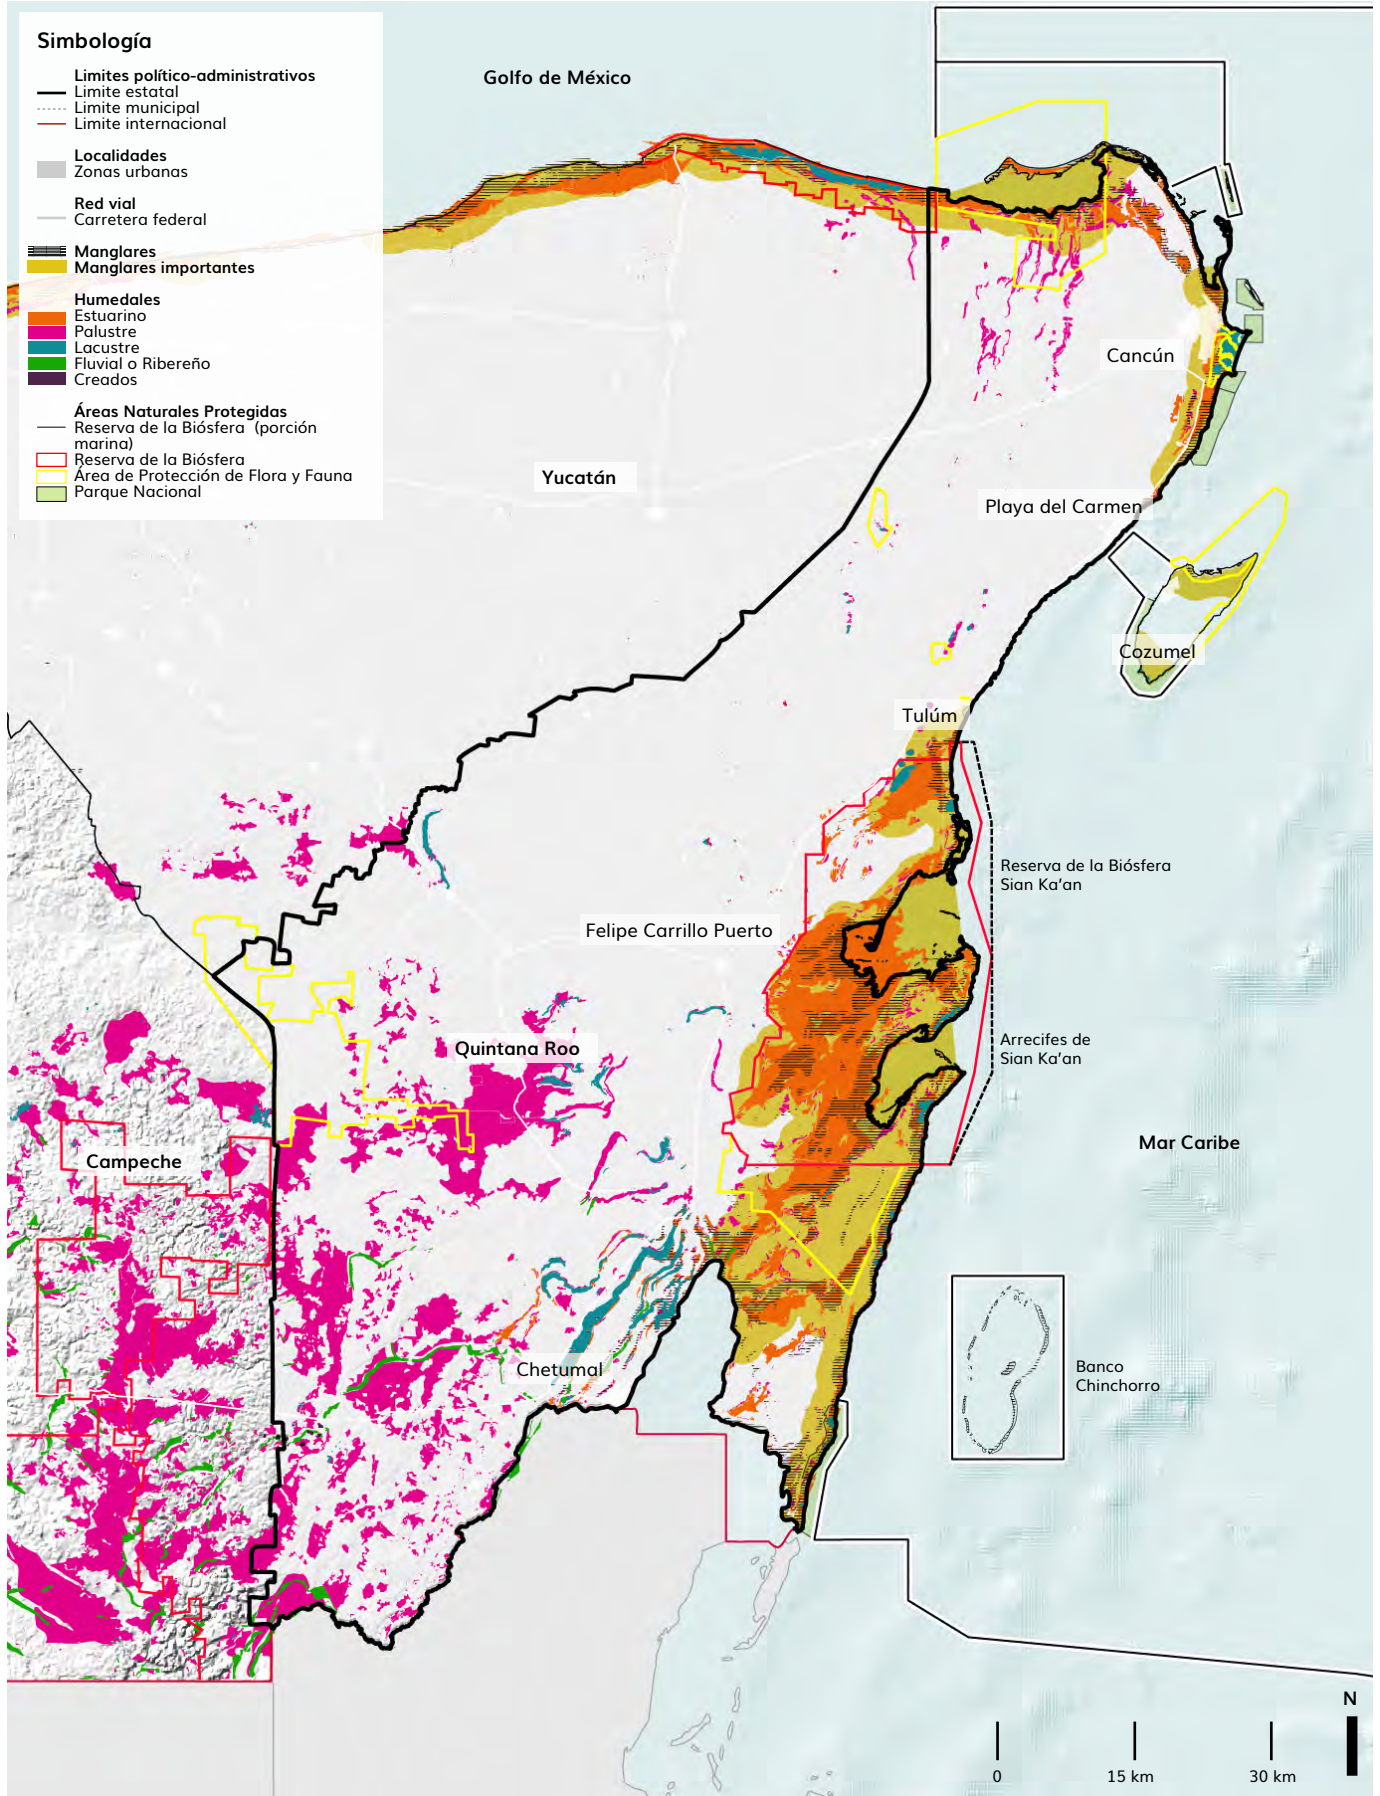 Simbología
Limites político-administrativos
Limite estatal
Limite municipal
Limite internacional
Localidades
Zonas urbanas
Red vial
Carretera federal
Manglares
Manglares importantes
Humedales
Estuarino
Palustre
Lacustre
Fluvial o Ribereño
Creados
Áreas Naturales Protegidas
Reserva de la Biósfera (porción
marina)
Reserva de la Biósfera
Área de Protección de Flora y Fauna
Parque Nacional
Golfo de México
Cancún
Yucatán
Playa del Carmen
Cozumel
Tulúm
Reserva de la Biósfera
Sian Ka'an
Felipe Carrillo Puerto
Arrecifes de
Sian Ka'an
Quintana Roo
Mar Caribe
Campeche
Chetumal
Banco
Chinchorro
N
0
15 km
30 km